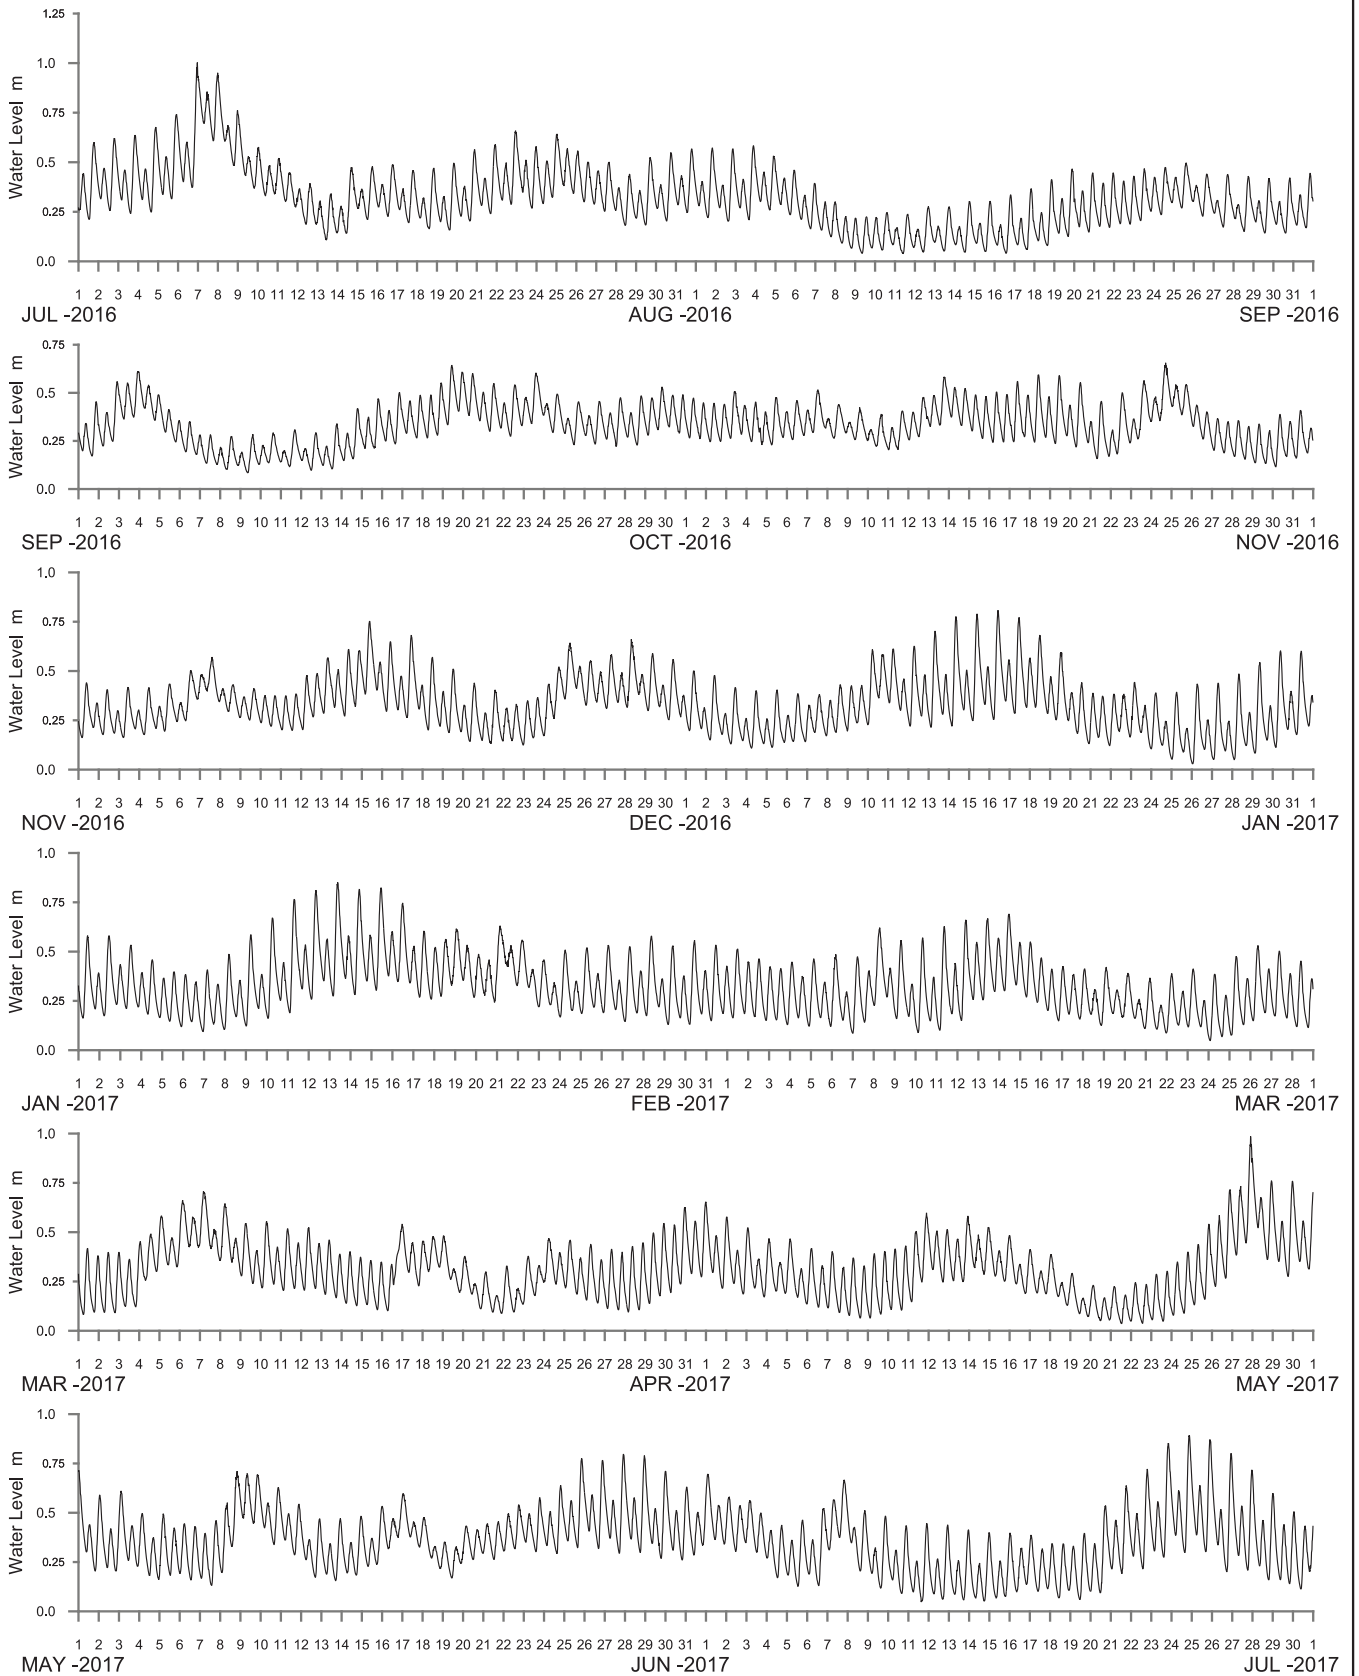 1.25
1.0
0.75
0.5
0.25
0.0
Water Level m
1 2 3 4 5 6 7 8 9 10 11 12 13 14 15 16 17 18 19 20 21 22 23 24 25 26 27 28 29 30 31 1 2 3 4 5 6 7 8 9 10 11 12 13 14 15 16 17 18 19 20 21 22 23 24 25 26 27 28 29 30 31 1
JUL -2016 AUG -2016 SEP -2016
0.75
0.5
0.25
0.0
Water Level m
1 2 3 4 5 6 7 8 9 10 11 12 13 14 15 16 17 18 19 20 21 22 23 24 25 26 27 28 29 30 1 2 3 4 5 6 7 8 9 10 11 12 13 14 15 16 17 18 19 20 21 22 23 24 25 26 27 28 29 30 31 1
SEP -2016 OCT -2016 NOV -2016
1.0
0.75
0.5
0.25
0.0
Water Level m
1 2 3 4 5 6 7 8 9 10 11 12 13 14 15 16 17 18 19 20 21 22 23 24 25 26 27 28 29 30 1 2 3 4 5 6 7 8 9 10 11 12 13 14 15 16 17 18 19 20 21 22 23 24 25 26 27 28 29 30 31 1
NOV -2016 DEC -2016 JAN -2017
1.0
0.75
0.5
0.25
0.0
Water Level m
1 2 3 4 5 6 7 8 9 10 11 12 13 14 15 16 17 18 19 20 21 22 23 24 25 26 27 28 29 30 31 1 2 3 4 5 6 7 8 9 10 11 12 13 14 15 16 17 18 19 20 21 22 23 24 25 26 27 28 1
JAN -2017 FEB -2017 MAR -2017
1.0
0.75
0.5
0.25
0.0
Water Level m
1 2 3 4 5 6 7 8 9 10 11 12 13 14 15 16 17 18 19 20 21 22 23 24 25 26 27 28 29 30 31 1 2 3 4 5 6 7 8 9 10 11 12 13 14 15 16 17 18 19 20 21 22 23 24 25 26 27 28 30 1
MAR -2017 APR -2017 MAY -2017
1.0
0.75
0.5
0.25
0.0
Water Level m
1 2 3 4 5 6 7 8 9 10 11 12 13 14 15 16 17 18 19 20 21 22 23 24 25 26 27 28 29 30 31 1 2 3 4 5 6 7 8 9 10 11 12 13 14 15 16 17 18 19 20 21 22 23 24 25 26 27 28 29 30 1
MAY -2017 JUN -2017 JUL -2017